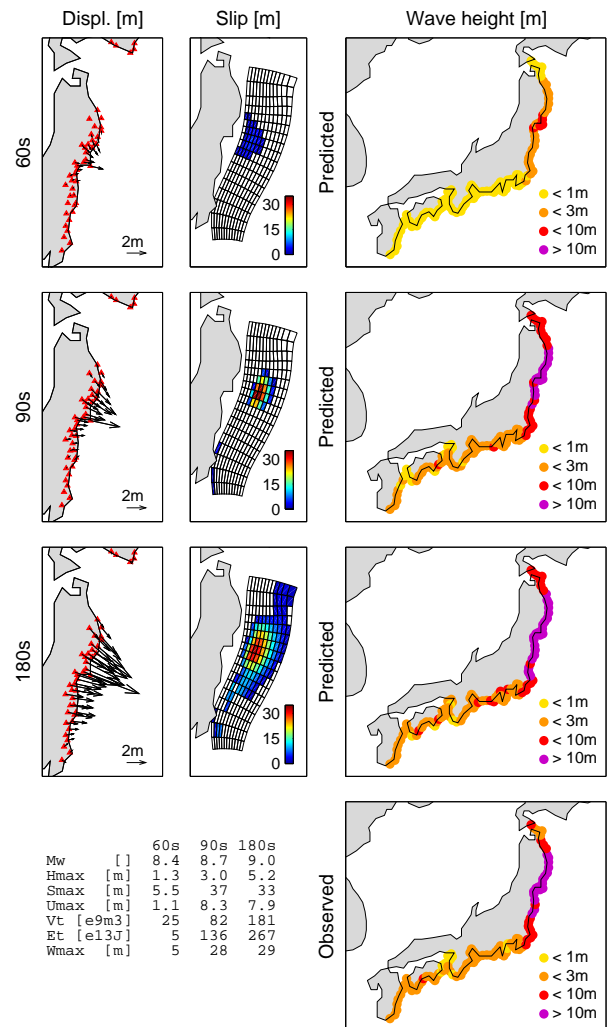 Displ. [m] Slip [m] Wave height [m]
60s
2m
30
15
0
Predicted
< 1m
< 3m
< 10m
> 10m
90s
2m
30
15
0
Predicted
< 1m
< 3m
< 10m
> 10m
180s
2m
30
15
0
Predicted
< 1m
< 3m
< 10m
> 10m
60s 90s 180s
Mw [] 8.4 8.7 9.0
Hmax [m] 1.3 3.0 5.2
Smax [m] 5.5 37 33
Umax [m] 1.1 8.3 7.9
Vt [e9m3] 25 82 181
Et [e13J] 5 136 267
Wmax [m] 5 28 29
Observed
< 1m
< 3m
< 10m
> 10m